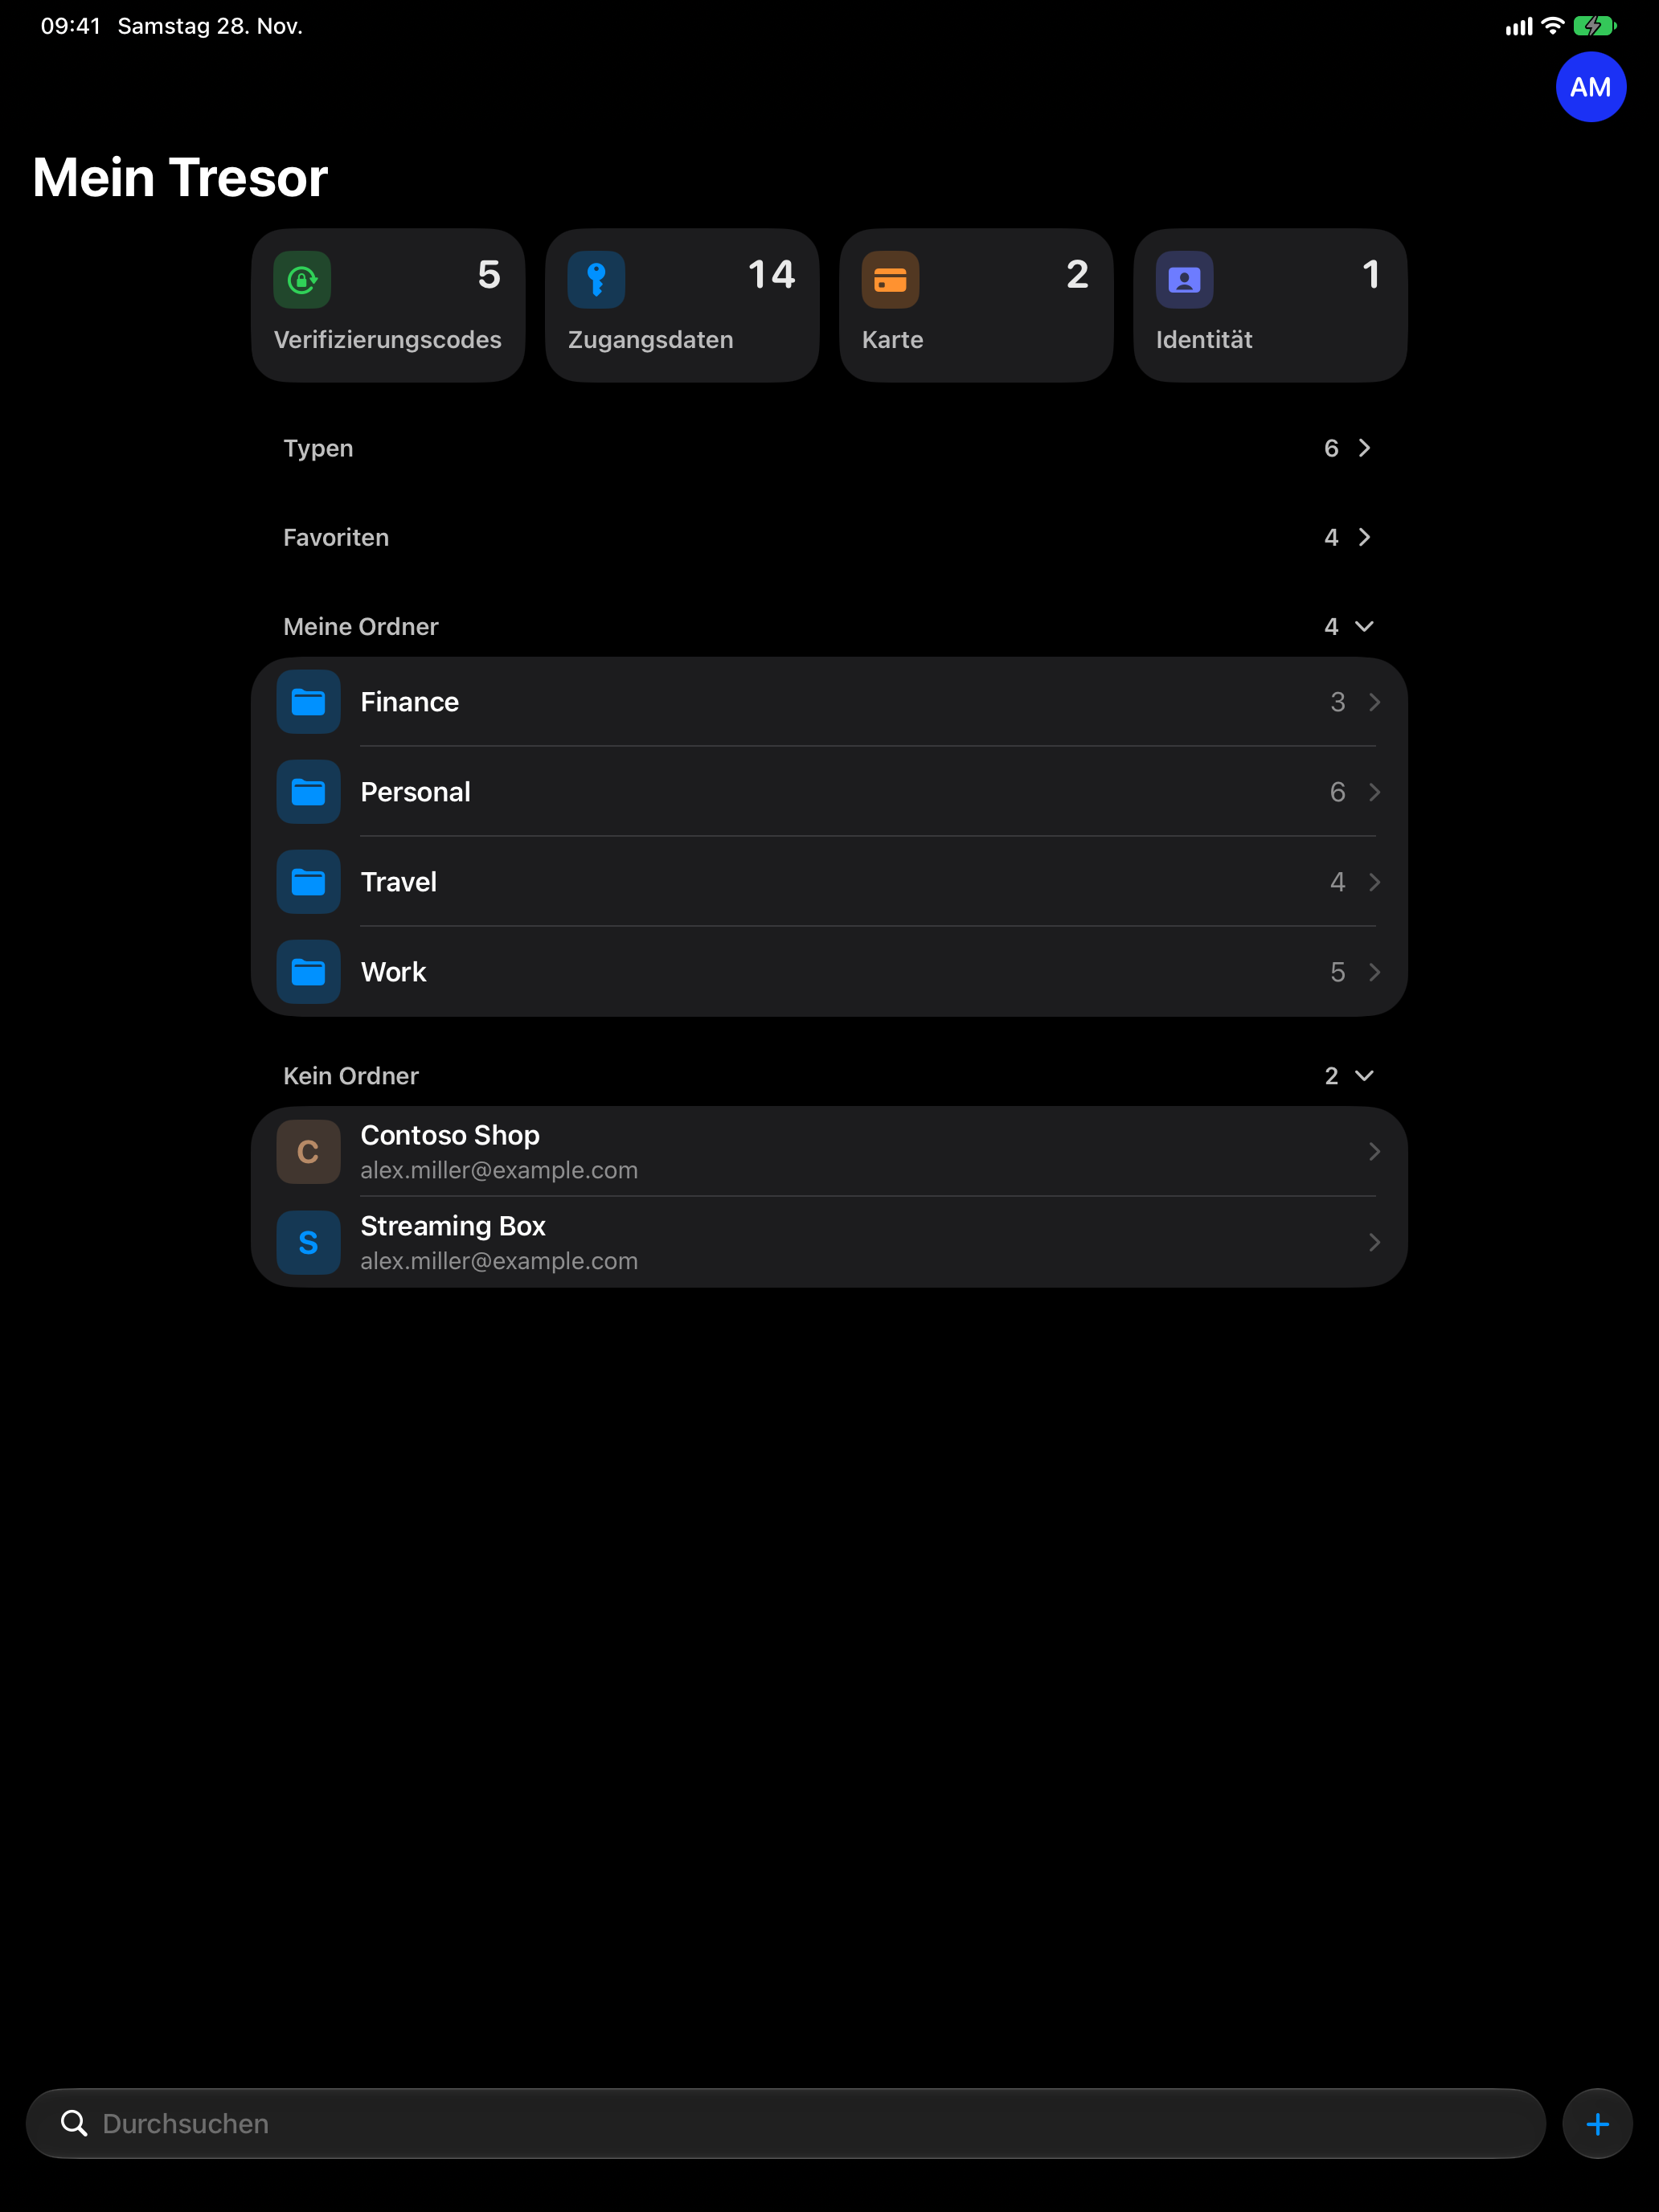 09:41 Samstag 28. Nov.
AM
Mein Tresor
5
Verifizierungscodes
14
Zugangsdaten
2
Karte
1
Identität
Typen 6
Favoriten 4
Meine Ordner 4
Finance 3
Personal 6
Travel 4
Work 5
Kein Ordner 2
C
Contoso Shop
alex.miller@example.com
S
Streaming Box
alex.miller@example.com
Durchsuchen